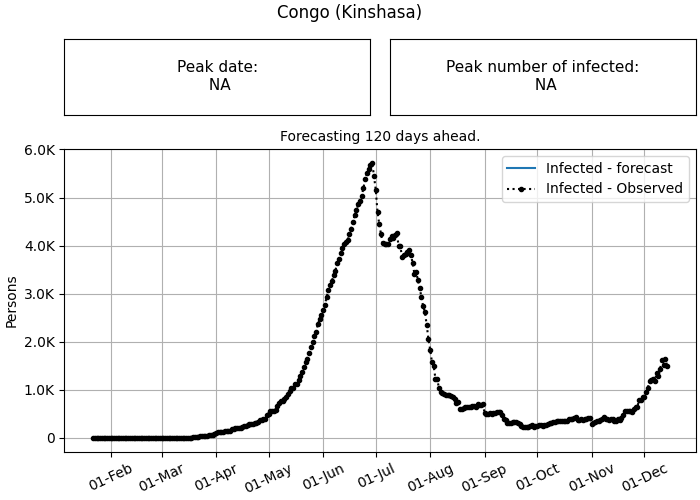 Congo (Kinshasa)
Peak date:
NA
Peak number of infected:
NA
Forecasting 120 days ahead.
Infected - forecast
Infected - Observed
6.0K
5.0K
4.0K
3.0K
2.0K
1.0K
0
Persons
01-Feb
01-Mar
01-Apr
01-May
01-Jun
01-Jul
01-Aug
01-Sep
01-Oct
01-Nov
01-Dec